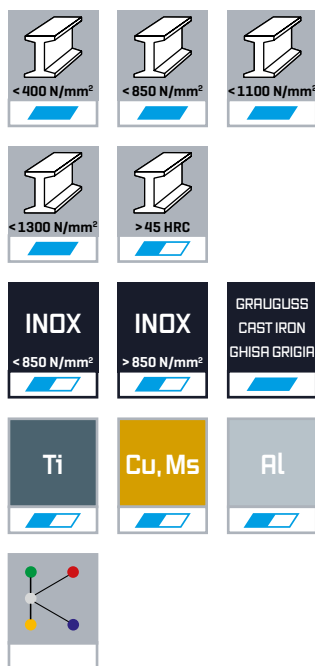 <400 N/mm²
<850 N/mm²
<1100 N/mm²
<1300 N/mm²
>45 HRC
INOX
<850 N/mm²
INOX
>850 N/mm²
GRAUGUSS
CAST IRON
GHISA GRIGIA
Ti
Cu, Ms
Al